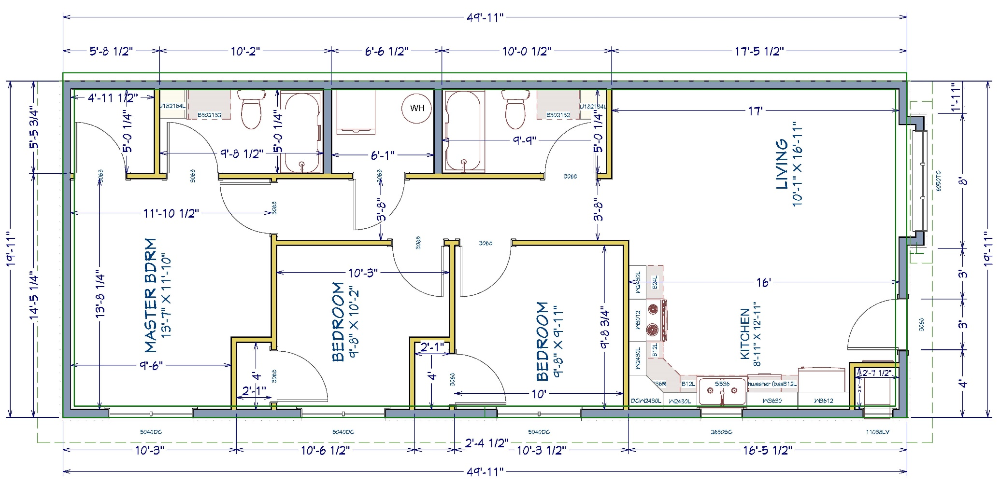 49'-11"
5'-8 1/2" 10'-2" 6'-6 1/2" 10'-0 1/2" 17'-5 1/2"
4'-11 1/2"
5'-0 1/4"
U182184L
B302132
5'-0 1/4"
9'-8 1/2"
WH
6'-1"
9'-9"
B302132
U182184L
5'-0 1/4"
17'
LIVING
10'-1" X 16'-11"
1'-11"
8'
6050TC
3'
3'
3068
4'
19'-11"
19'-11"
5'-5 3/4"
14'-5 1/4"
3068
3068
3068
3068
3068
3'-8"
3'-8"
11'-10 1/2"
13'-8 1/4"
MASTER BDRM
13'-7" X 11'-10"
9'-6"
3068
3068
10'-3"
BEDROOM
9'-8" X 10'-2"
4'
2'-1"
3068
2'-1"
4'
3068
BEDROOM
9'-8" X 9'-11"
9'-8 3/4"
10'
16'
KITCHEN
8'-11" X 12'-11"
W2430L
B24L
W3012
W2430L
B12L
36R
B12L
SB36
hwasher (basB12L
DCW2430L
W2430L
W3630
W3612
2'-7 1/2"
2'-6"
5040DC 5040DC 5040DC 2630SC 11038LV
10'-3" 10'-6 1/2" 2'-4 1/2" 10'-3 1/2" 16'-5 1/2"
49'-11"